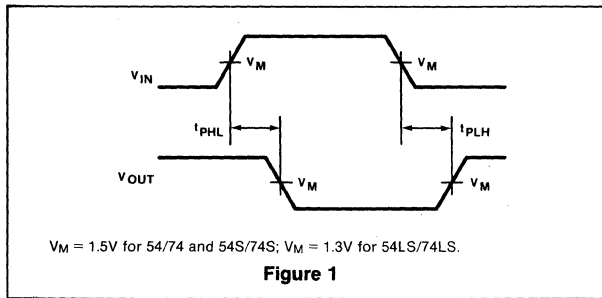 VM
VM
VIN
tPHL
tPLH
VOUT
VM
VM
VM = 1.5V for 54/74 and 54S/74S; VM = 1.3V for 54LS/74LS.
Figure 1